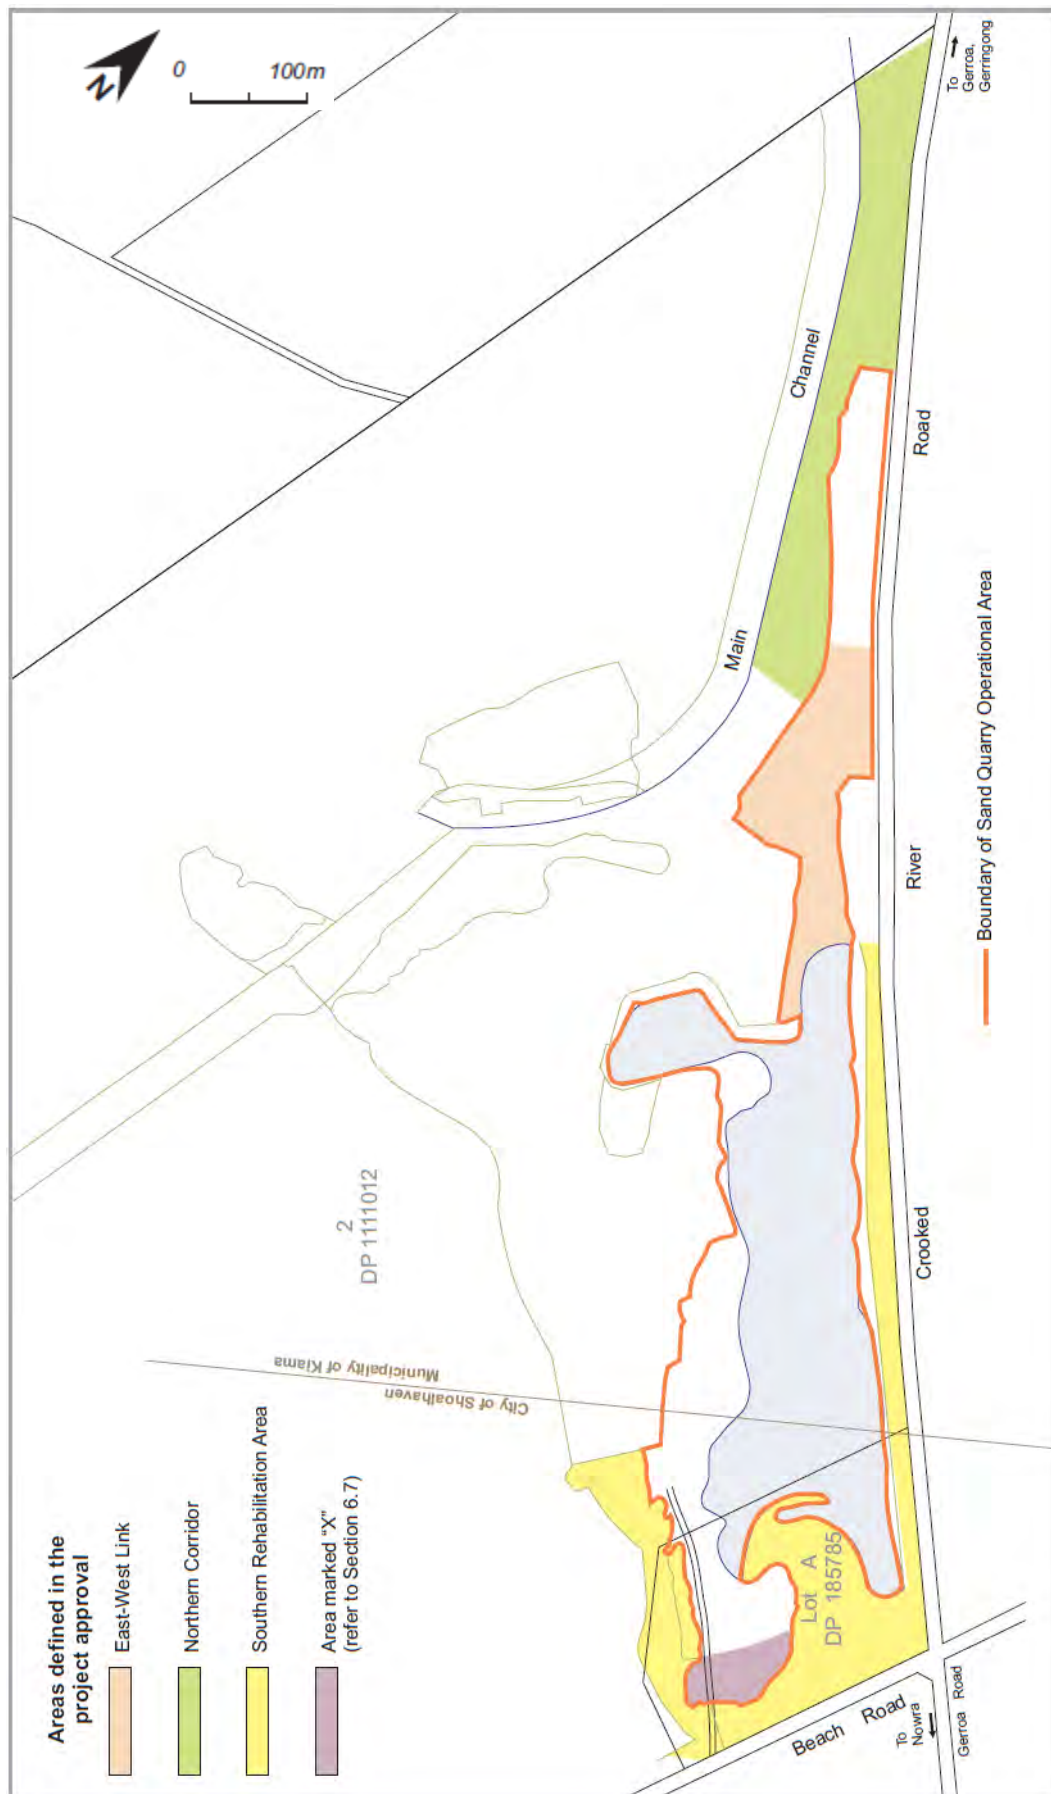 N
0 100m
To
Gerroa,
Gerringong
Areas defined in the
project approval
East-West Link
Northern Corridor
Southern Rehabilitation Area
Area marked “X”
(refer to Section 6.7)
2
DP 1111012
Municipality of Kiama
City of Shoalhaven
Main Channel
Crooked River Road
Boundary of Sand Quarry Operational Area
Lot A
DP 185785
Beach Road
To
Nowra
Gerroa Road